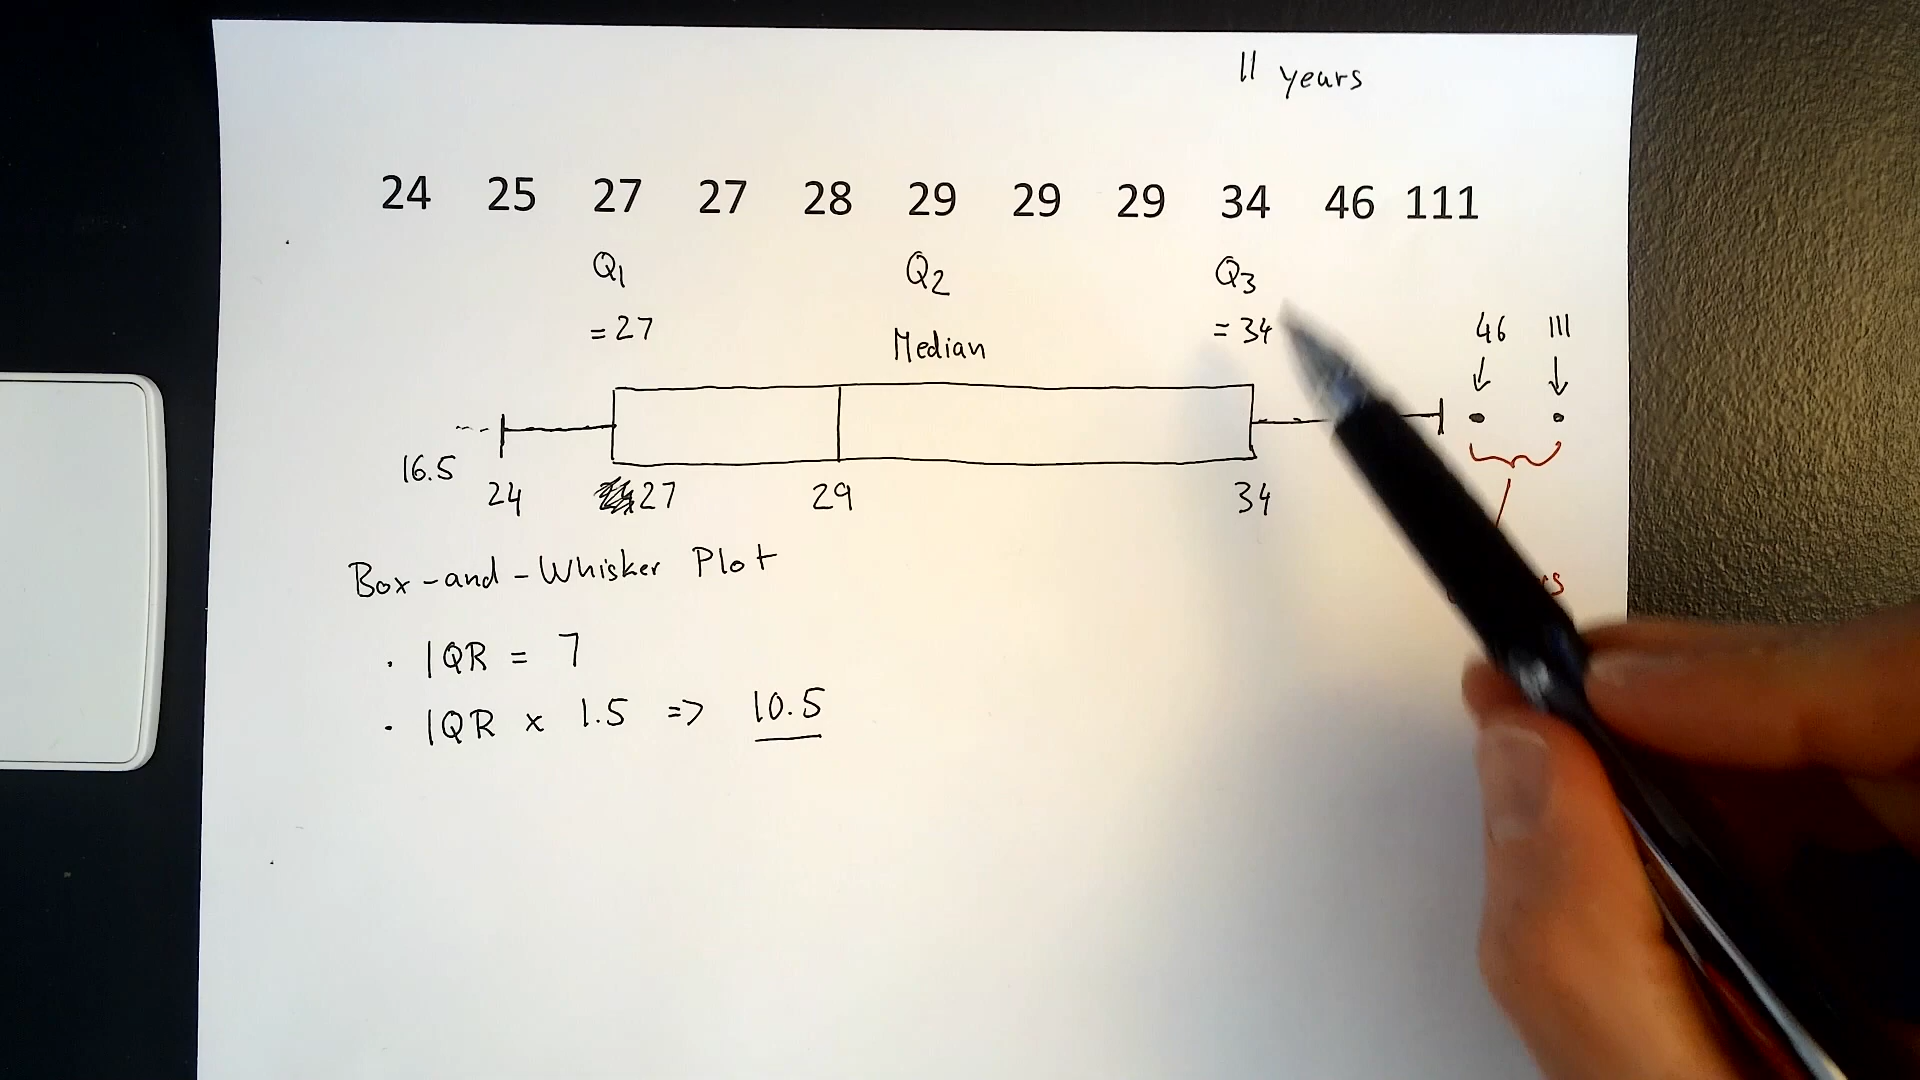 11 years
24 25 27 27 28 29 29 29 34 46 111
Q1 Q2 Q3
=27 Median = 34 46 111
16.5
24 27 29 34
Box-and-Whisker Plot
· IQR = 7
· IQR x 1.5 => 10.5